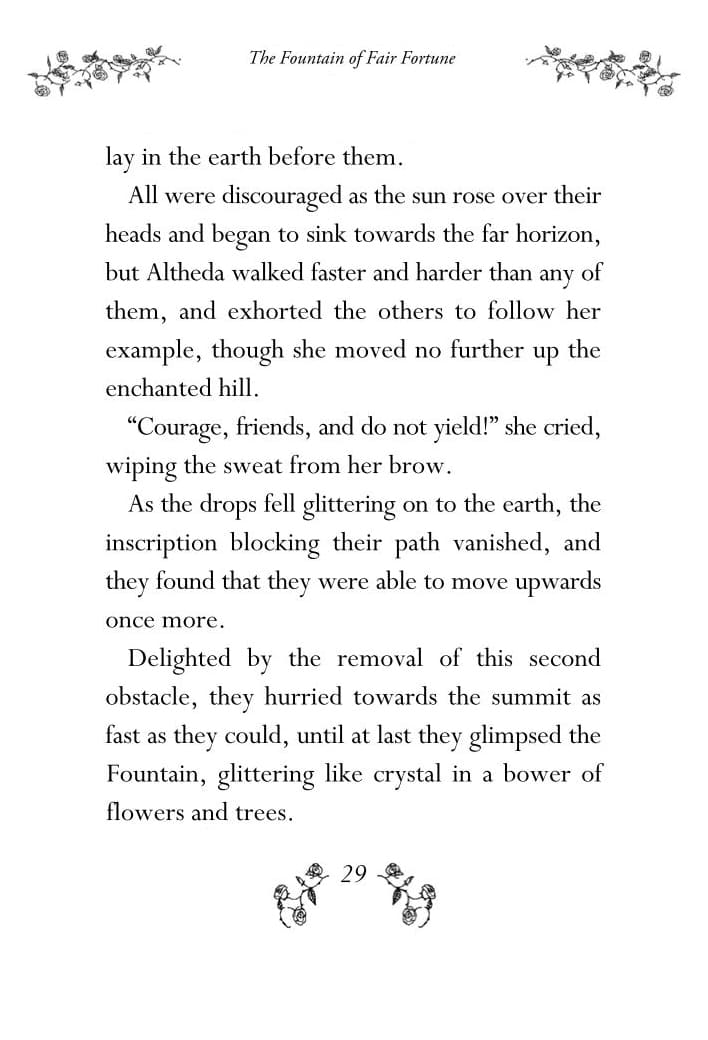 The Fountain of Fair Fortune
lay in the earth before them.
All were discouraged as the sun rose over their
heads and began to sink towards the far horizon,
but Altheda walked faster and harder than any of
them, and exhorted the others to follow her
example, though she moved no further up the
enchanted hill.
“Courage, friends, and do not yield!” she cried,
wiping the sweat from her brow.
As the drops fell glittering on to the earth, the
inscription blocking their path vanished, and
they found that they were able to move upwards
once more.
Delighted by the removal of this second
obstacle, they hurried towards the summit as
fast as they could, until at last they glimpsed the
Fountain, glittering like crystal in a bower of
flowers and trees.
29